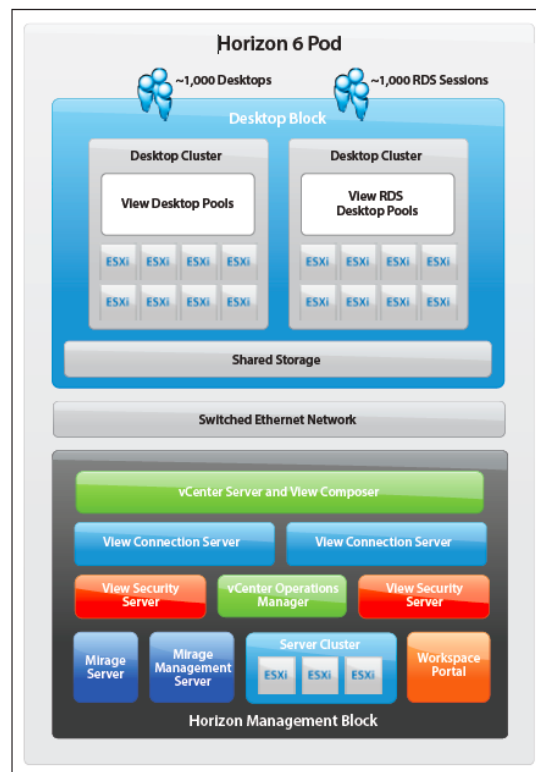 Horizon 6 Pod
~1,000 Desktops
~1,000 RDS Sessions
Desktop Block
Desktop Cluster
Desktop Cluster
View Desktop Pools
View RDS
Desktop Pools
ESXi ESXi ESXi ESXi
ESXi ESXi ESXi ESXi
ESXi ESXi ESXi ESXi
ESXi ESXi ESXi ESXi
Shared Storage
Switched Ethernet Network
vCenter Server and View Composer
View Connection Server
View Connection Server
View Security
Server
vCenter Operations
Manager
View Security
Server
Mirage
Server
Mirage
Management
Server
Server Cluster
ESXi ESXi ESXi
Workspace
Portal
Horizon Management Block